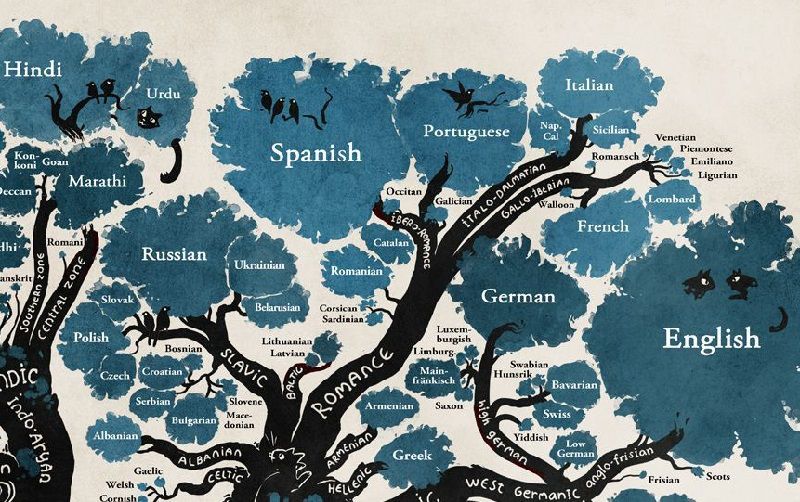 Hindi
Urdu
Kon-
koni
Goan
Marathi
Romani
SOUTHERN ZONE
CENTRAL ZONE
Indo-Aryan
Spanish
Portuguese
Italian
Nap.
Cal
Sicilian
Venetian
Piemontese
Emiliano
Ligurian
Romansch
Lombard
Walloon
French
Occitan
Galician
Catalan
IBERO-ROMANCE
ITALO-DALMATIAN
GALLO-IBERIAN
Romanian
Corsican
Sardinian
ROMANCE
Russian
Ukrainian
Belarusian
Slovak
Polish
Bosnian
Czech
Croatian
Serbian
Bulgarian
Slovene
Mace-
donian
SLAVIC
Lithuanian
Latvian
BALTIC
Albanian
ALBANIAN
Gaelic
Welsh
Cornish
CELTIC
Armenian
ARMENIAN
Greek
HELLENIC
German
English
Luxem-
burgish
Limburg
Main-
fränkisch
Saxon
Swabian
Hunsrik
Bavarian
Swiss
Yiddish
Low
German
high german
anglo-frisian
WEST GERMANIC
Frisian
Scots